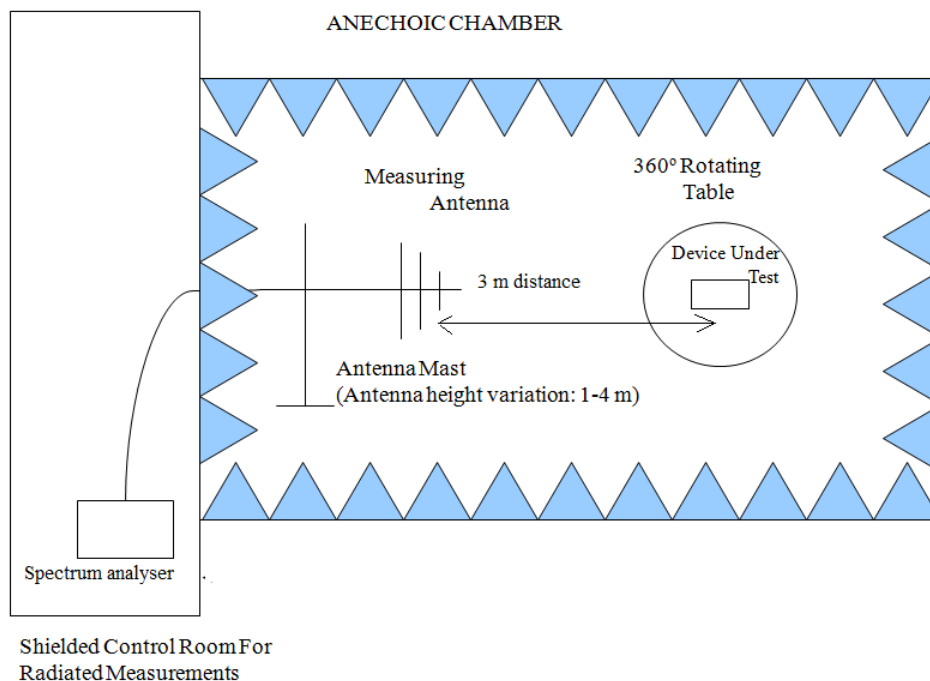 ANECHOIC CHAMBER
Measuring
Antenna
360º Rotating
Table
Device Under
Test
3 m distance
Antenna Mast
(Antenna height variation: 1-4 m)
Spectrum analyser
Shielded Control Room For
Radiated Measurements